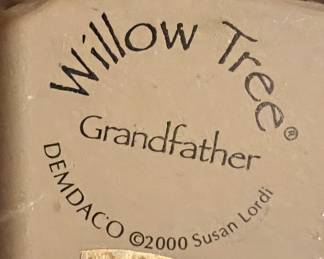 Willow Tree®
Grandfather
DEMDACO ©2000 Susan Lordi